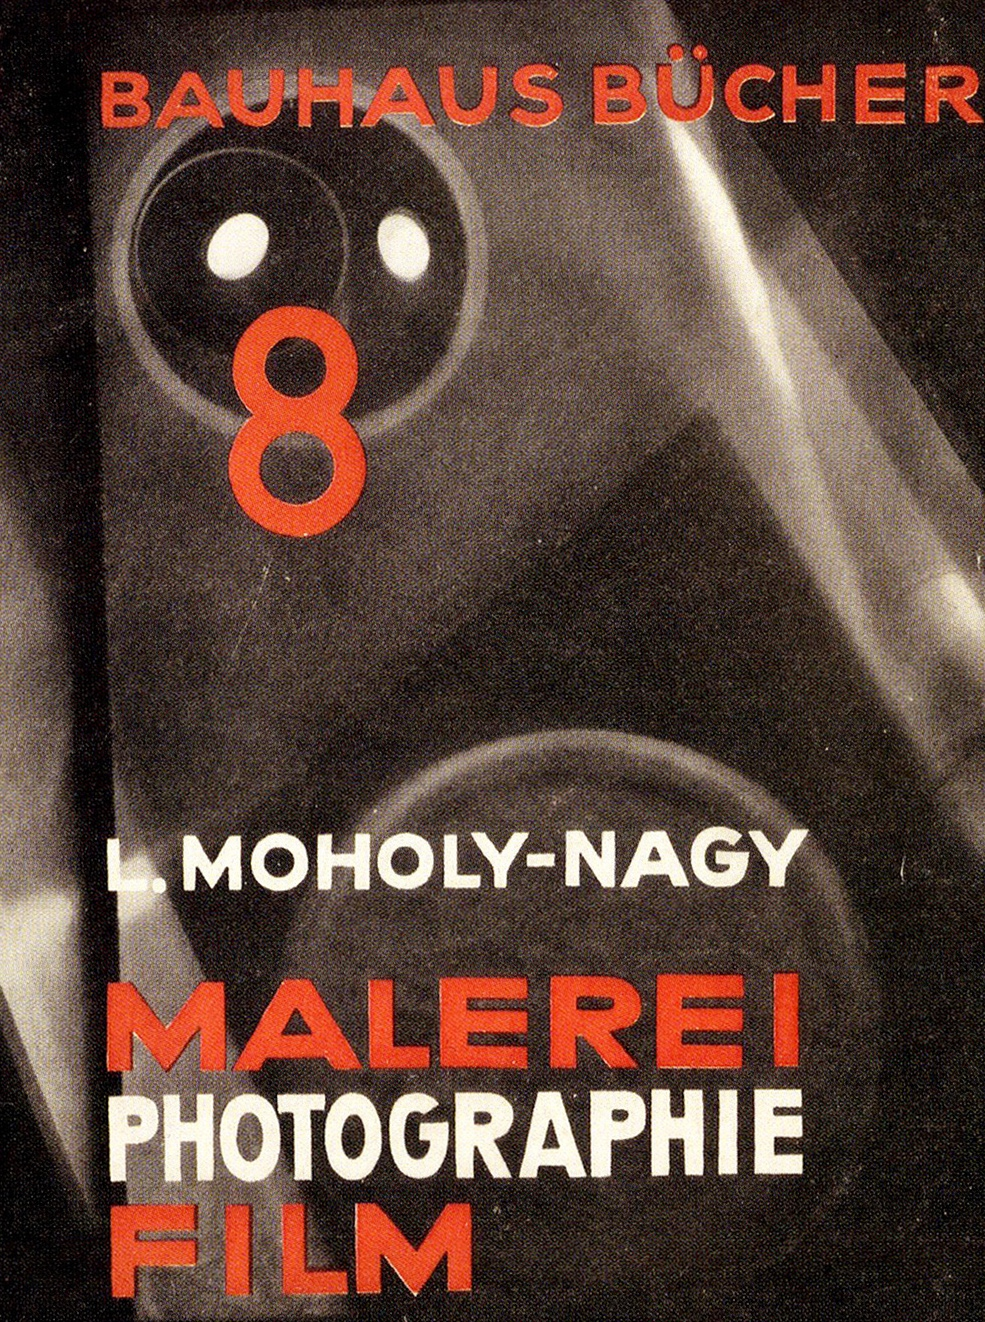 BAUHAUS BÜCHER
8
L. MOHOLY-NAGY
MALEREI
PHOTOGRAPHIE
FILM